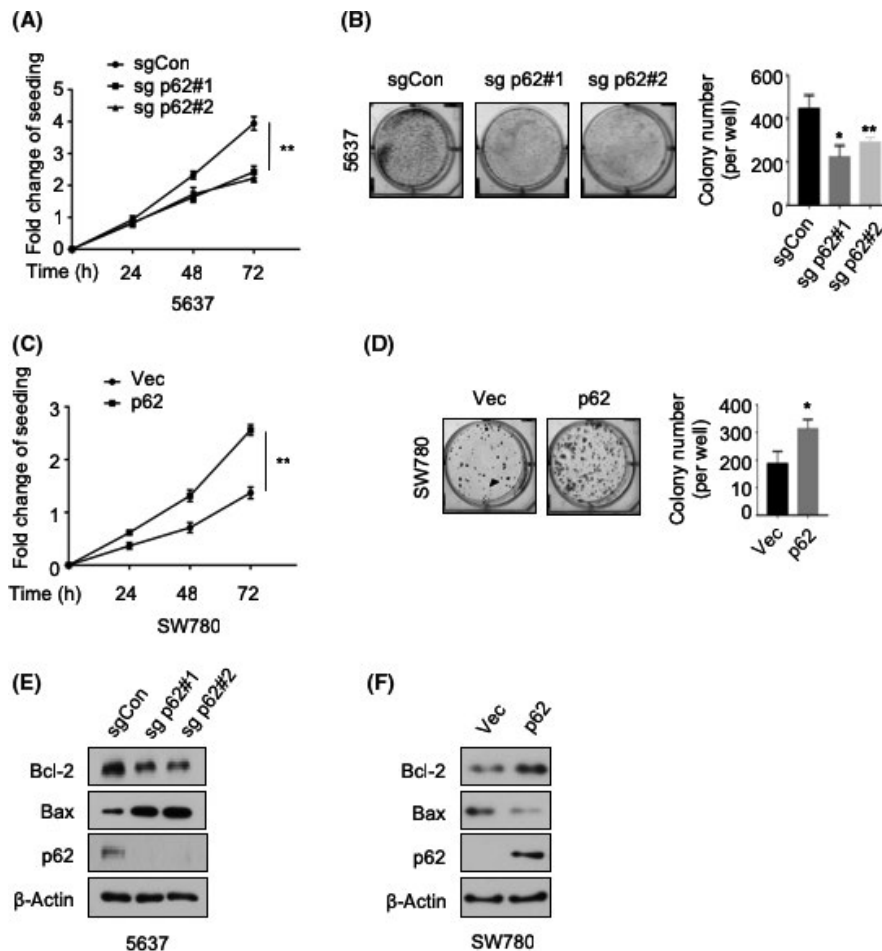 (A)
sgCon
sg p62#1
sg p62#2
Fold change of seeding
5
4
3
2
1
0
**
Time (h) 24 48 72
5637
(B)
sgCon sg p62#1 sg p62#2
5637
Colony number
(per well)
600
400
200
0
* **
sgCon sg p62#1 sg p62#2
(C)
Vec
p62
Fold change of seeding
3
2
1
0
**
Time (h) 24 48 72
SW780
(D)
Vec p62
SW780
Colony number
(per well)
400
300
200
10
0
*
Vec p62
(E)
sgCon sg p62#1 sg p62#2
Bcl-2
Bax
p62
β-Actin
5637
(F)
Vec p62
Bcl-2
Bax
p62
β-Actin
SW780